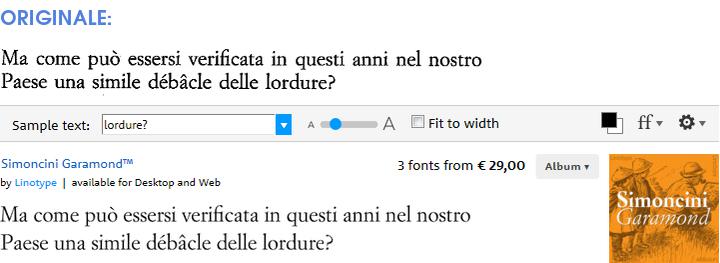 ORIGINALE:
Ma come può essersi verificata in questi anni nel nostro
Paese una simile débâcle delle lordure?
Sample text: lordure? A A Fit to width ff
Simoncini Garamond™ 3 fonts from € 29,00 Album
by Linotype | available for Desktop and Web
Simoncini
Garamond
Ma come può essersi verificata in questi anni nel nostro
Paese una simile débâcle delle lordure?